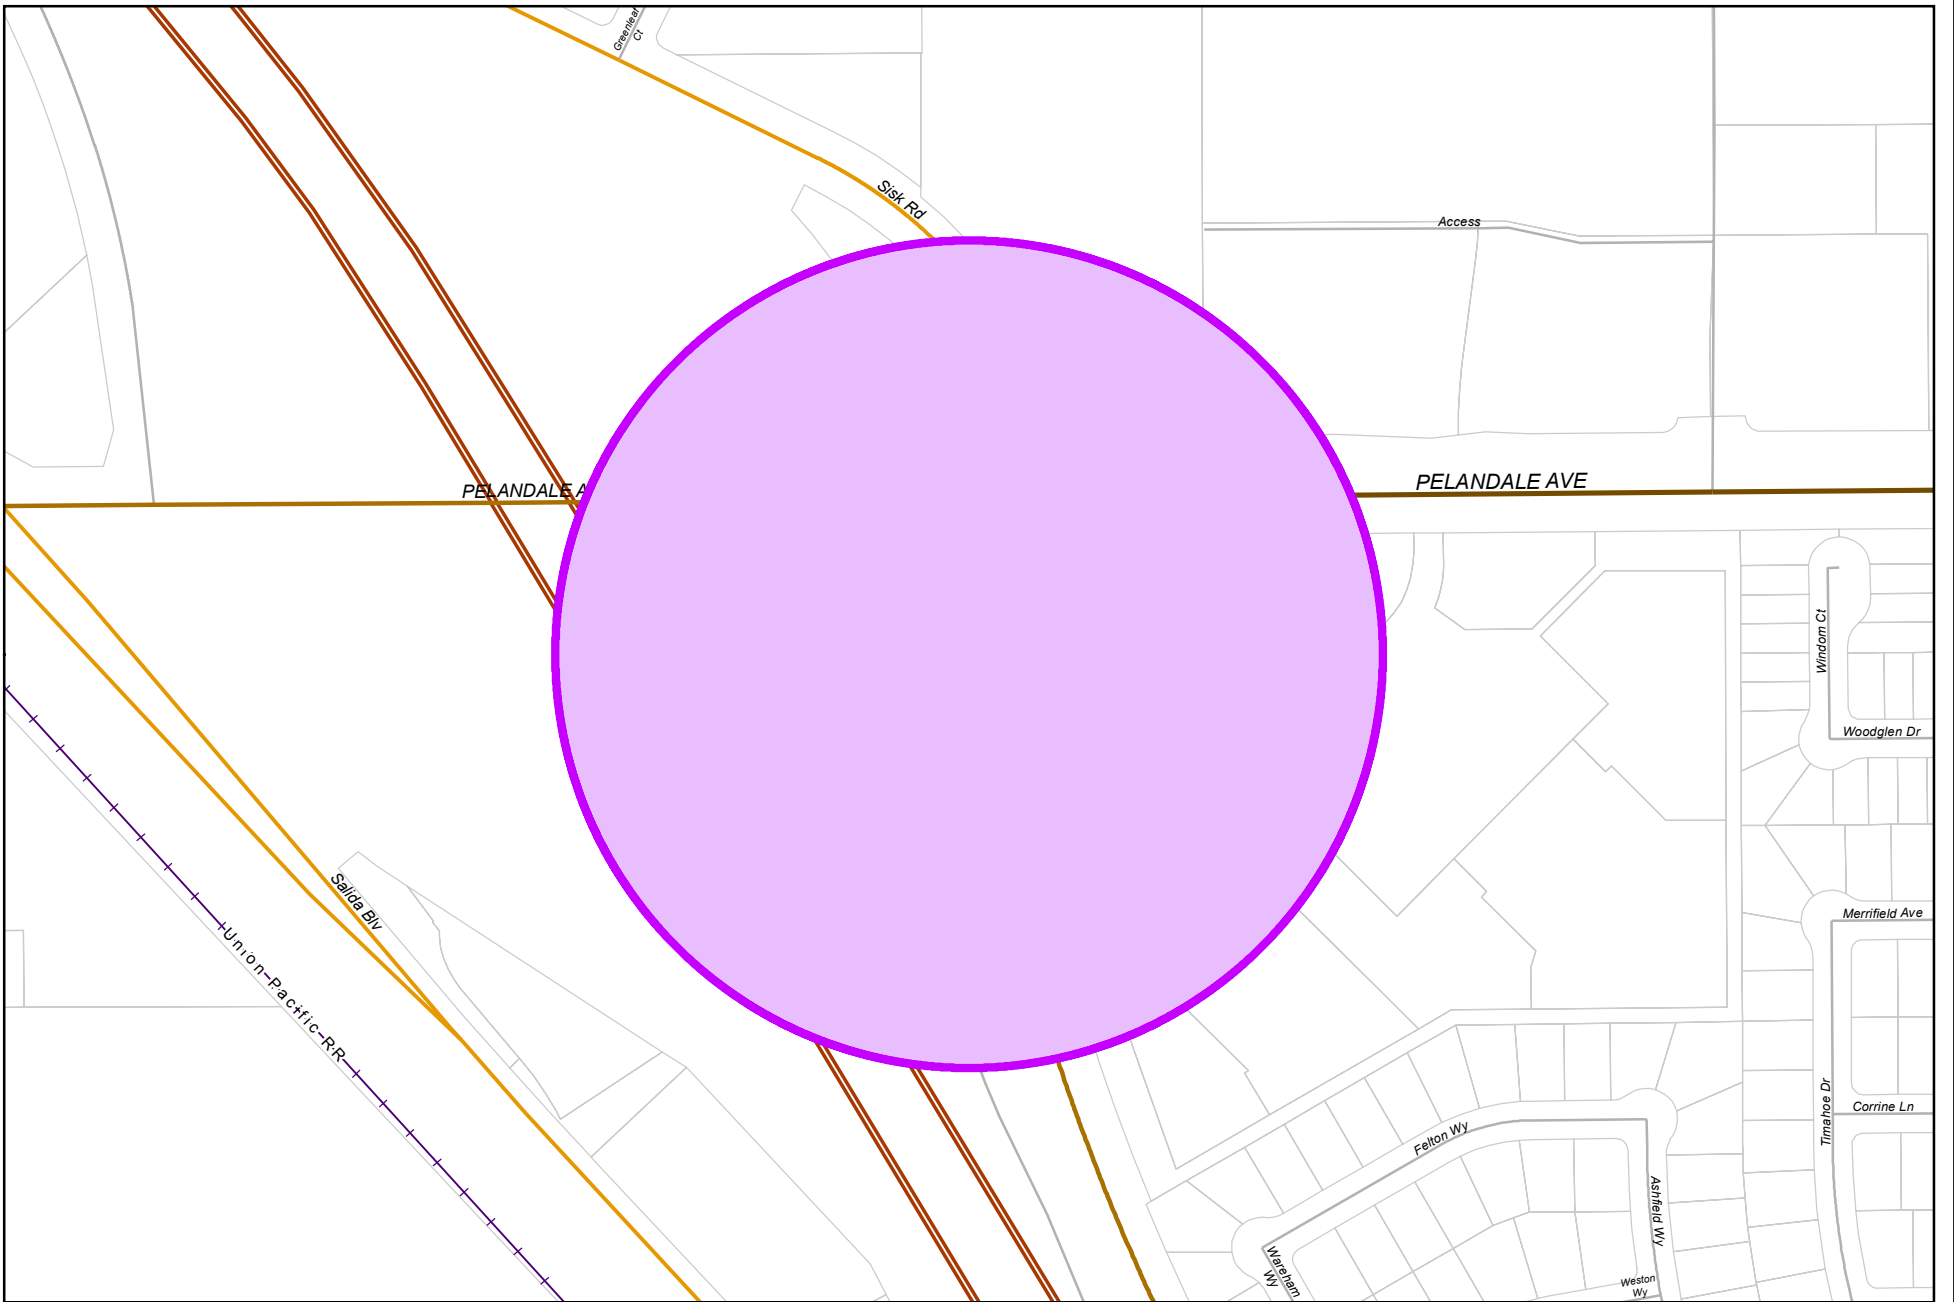 Greenleaf
Ct
Sisk Rd
Access
PELANDALE A
PELANDALE AVE
Windom Ct
Woodglen Dr
Salida Blv
Union Pacific RR
Merrifield Ave
Timahoe Dr
Corrine Ln
Felton Wy
Ashfield Wy
Wareham
Wy
Weston
Wy